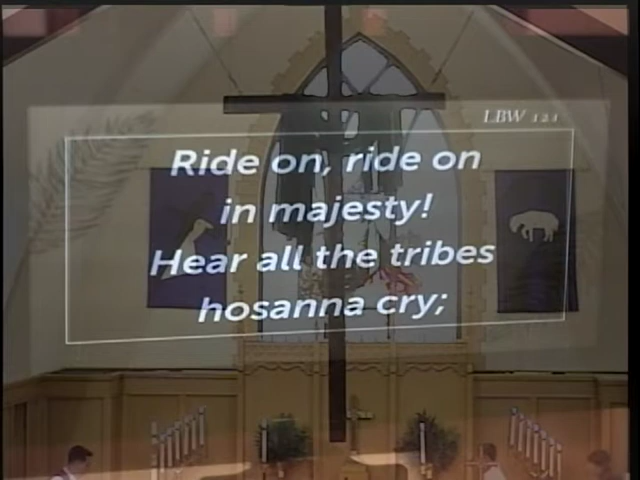 LBW 121
Ride on, ride on
in majesty!
Hear all the tribes
hosanna cry;